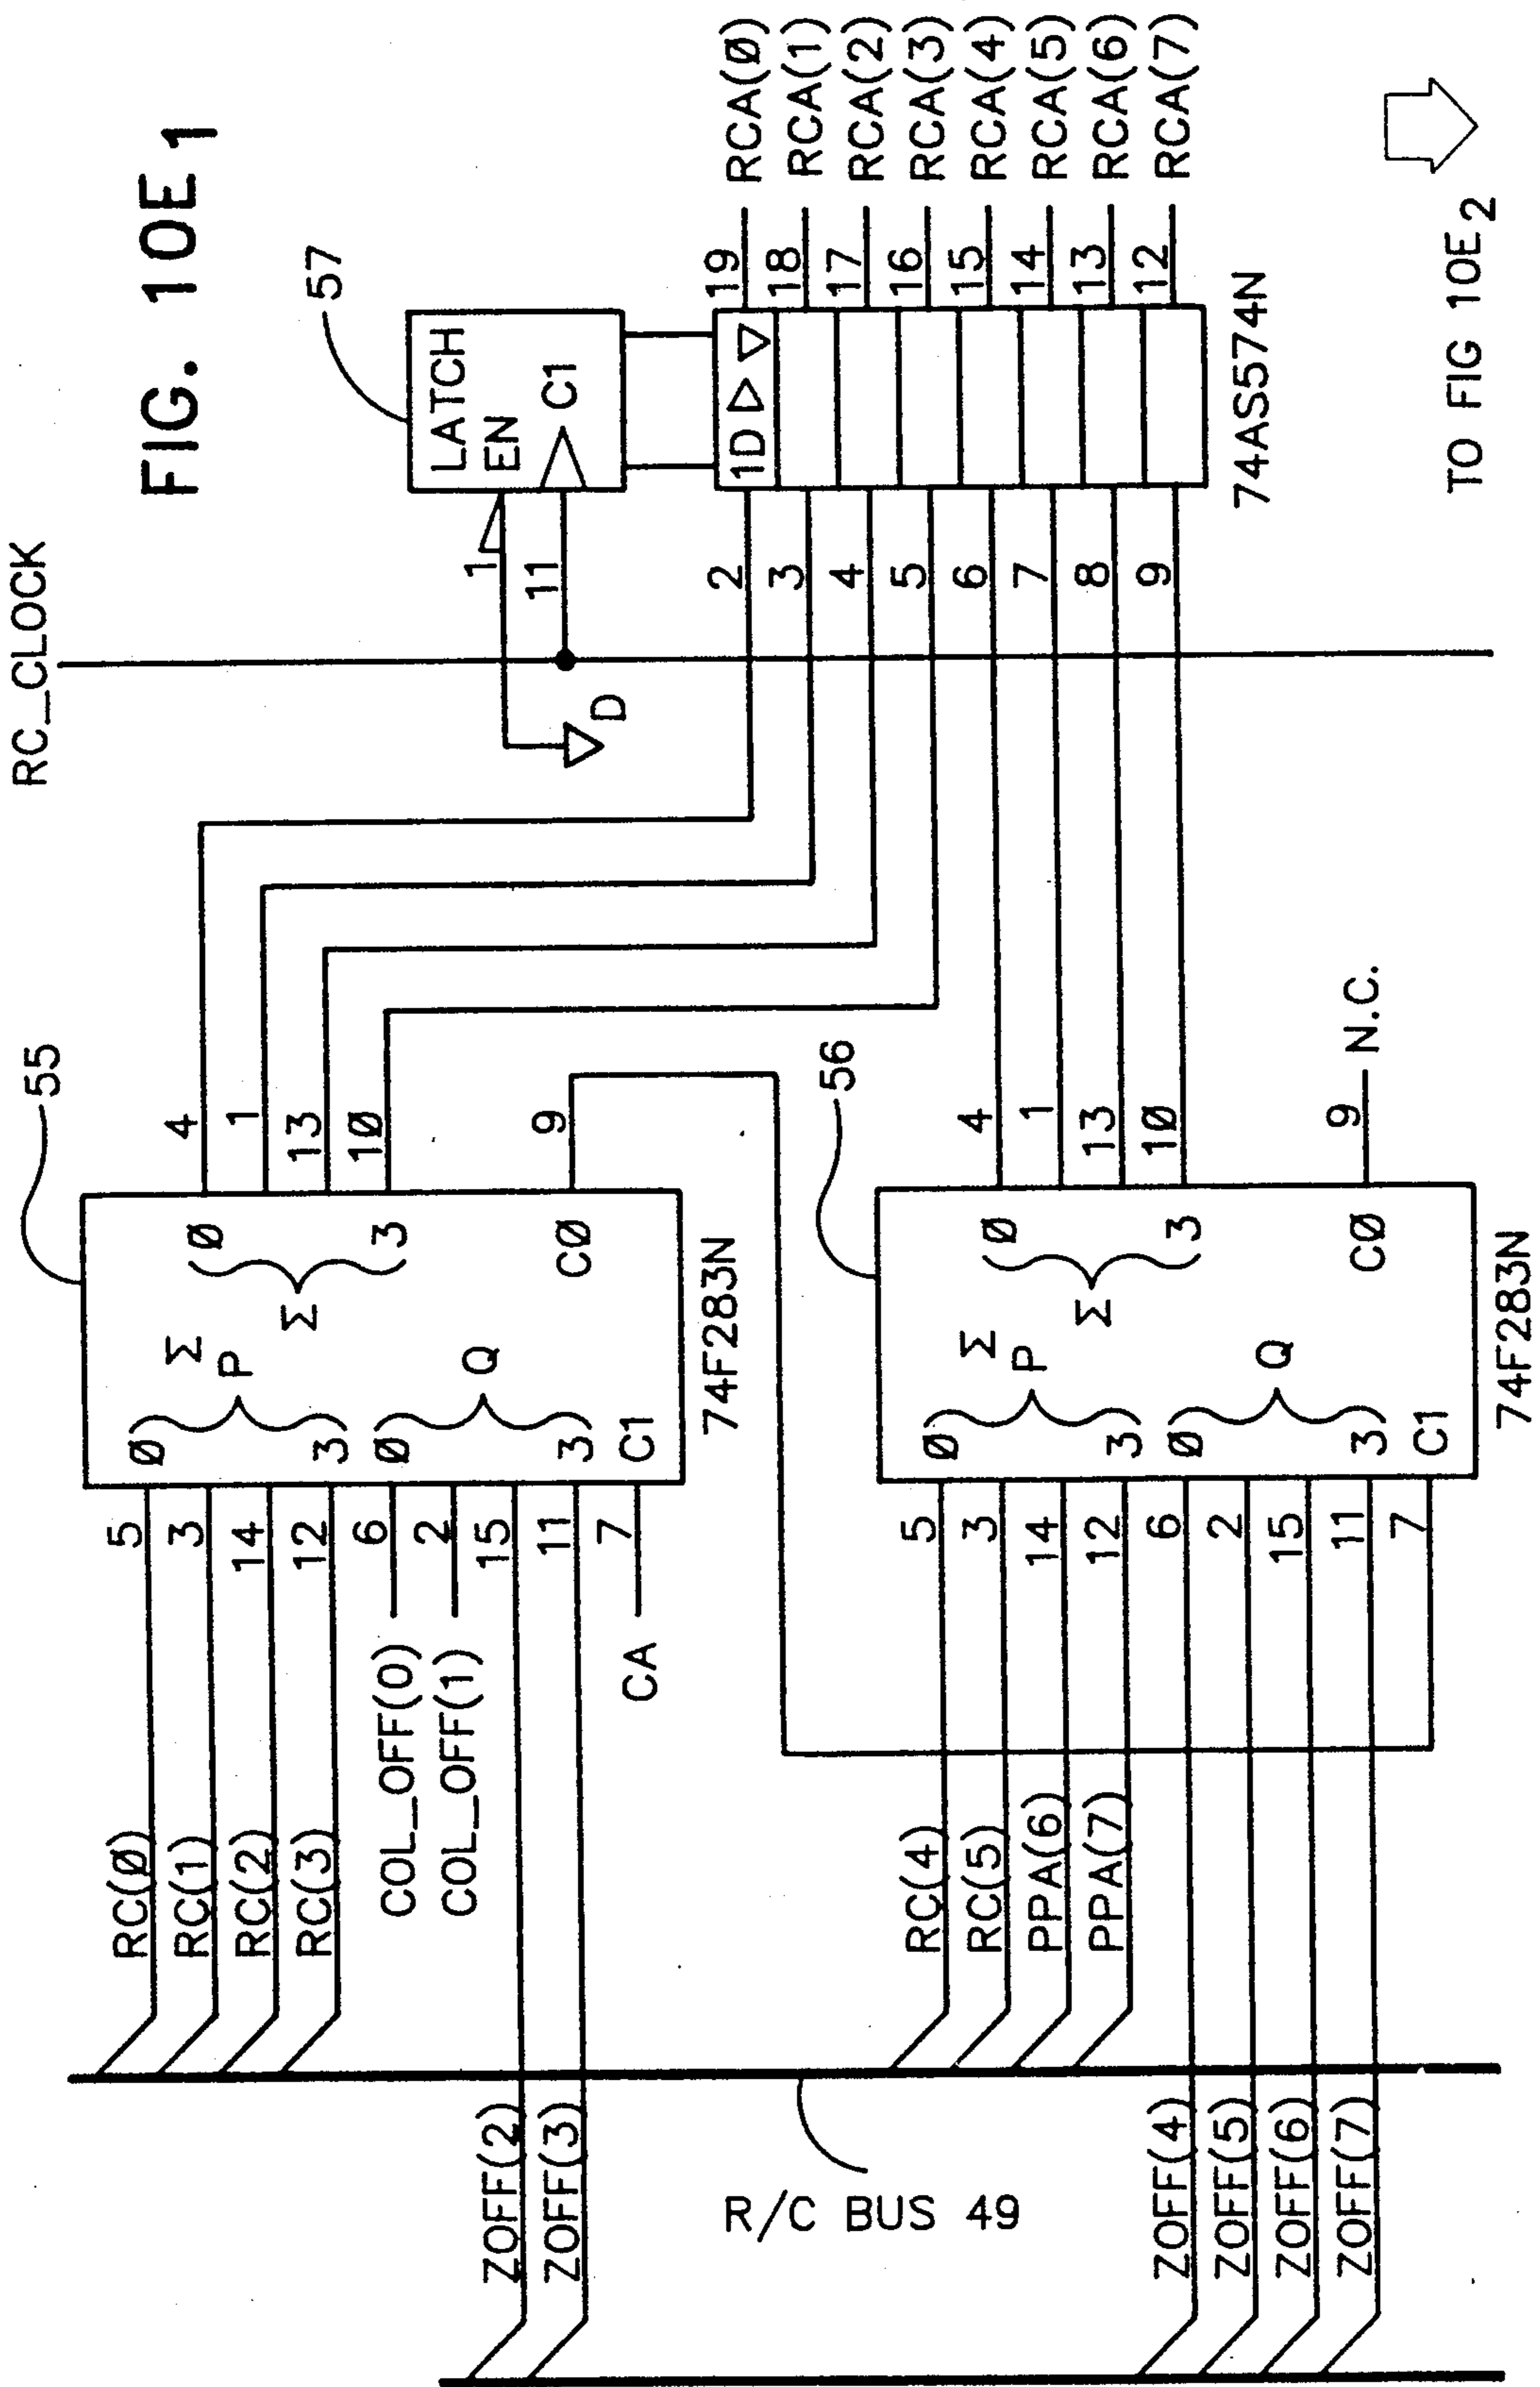 FIG. 10E 1
RC_CLOCK
57
LATCH
EN
C1
1
11
D
1D
2
3
4
5
6
7
8
9
19
18
17
16
15
14
13
12
RCA(Ø)
RCA(1)
RCA(2)
RCA(3)
RCA(4)
RCA(5)
RCA(6)
RCA(7)
74AS574N
TO FIG 10E 2
55
RC(Ø)
RC(1)
RC(2)
RC(3)
COL_OFF(0)
COL_OFF(1)
ZOFF(2)
ZOFF(3)
CA
5
3
14
12
6
2
15
11
7
Σ
Ø
P
3
Ø
Q
3
C1
Ø
Σ
3
CØ
4
1
13
1Ø
9
74F283N
56
RC(4)
RC(5)
PPA(6)
PPA(7)
ZOFF(4)
ZOFF(5)
ZOFF(6)
ZOFF(7)
5
3
14
12
6
2
15
11
7
Σ
Ø
P
3
Ø
Q
3
C1
Ø
Σ
3
CØ
4
1
13
1Ø
9
N.C.
74F283N
R/C BUS 49